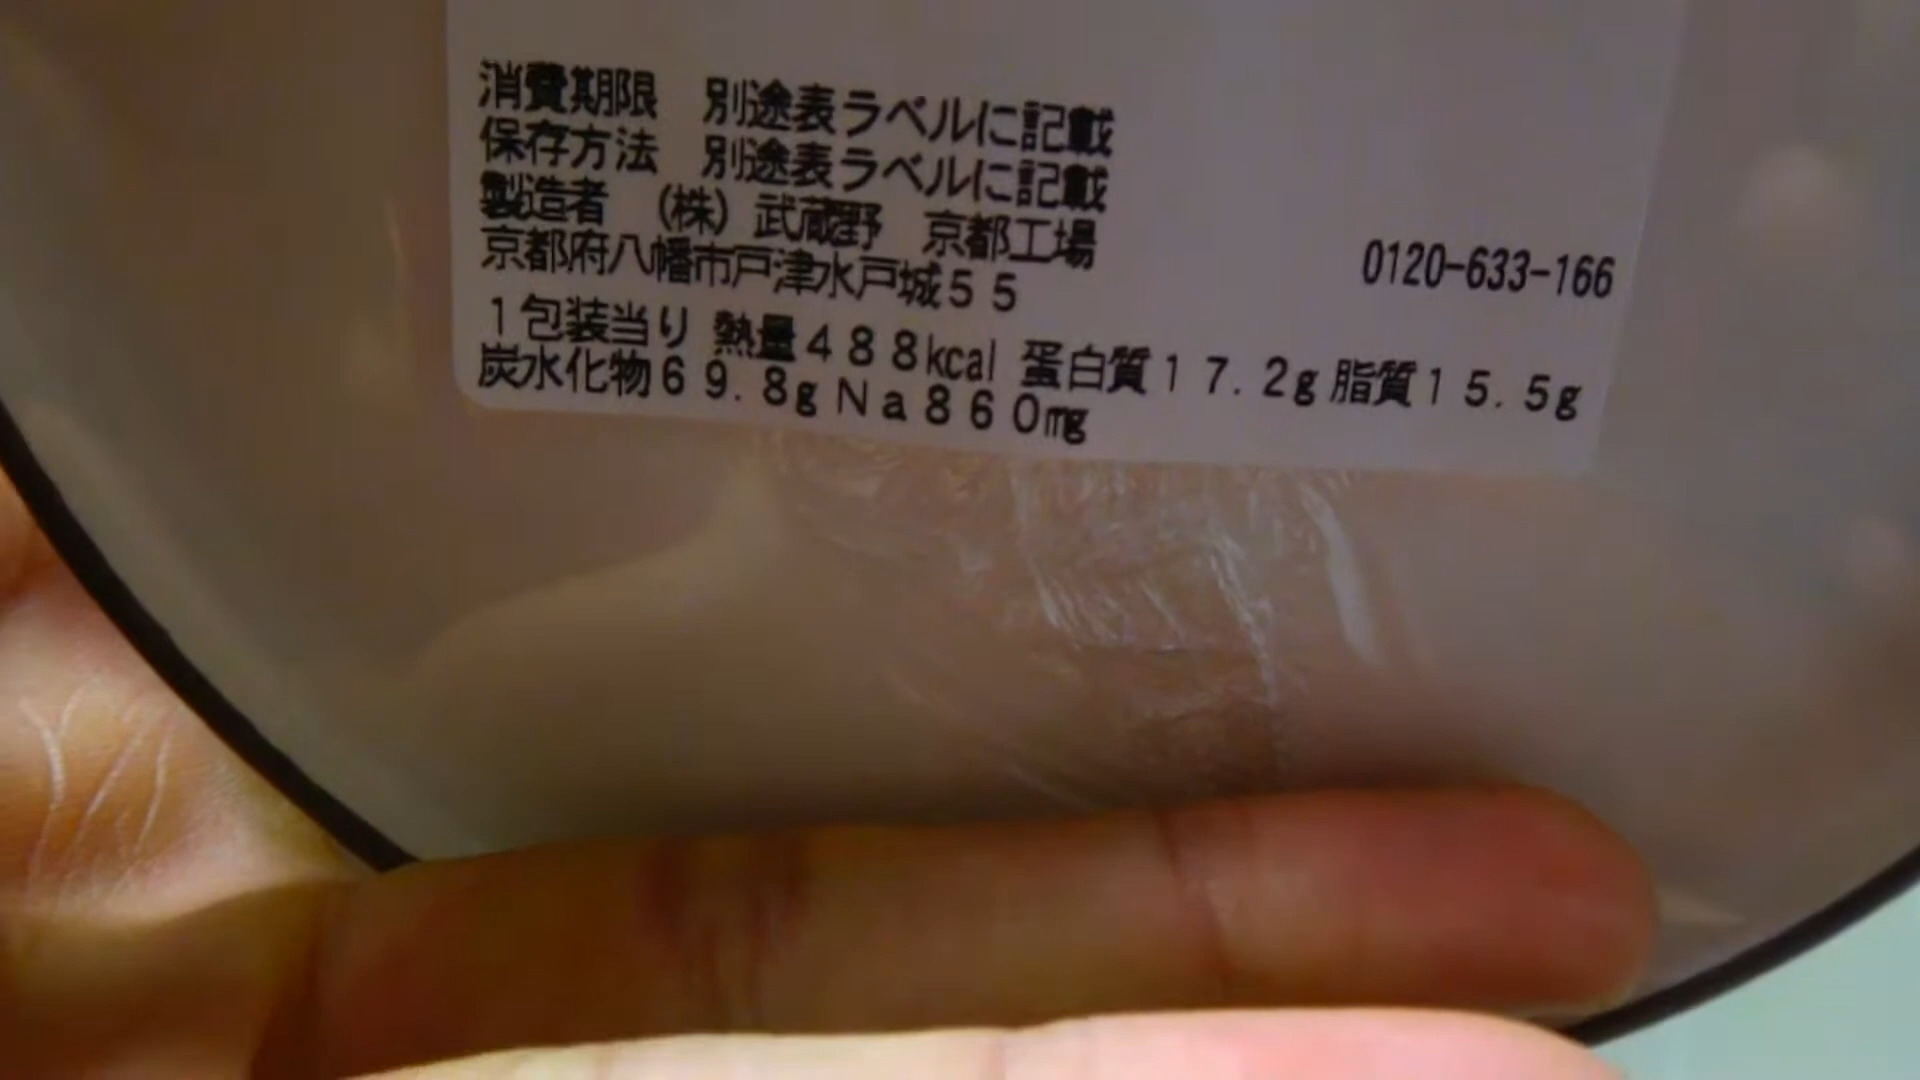 消費期限　別途表ラベルに記載
保存方法　別途表ラベルに記載
製造者　(株)武蔵野　京都工場
京都府八幡市戸津水戸城５５　0120-633-166
１包装当り 熱量４８８kcal 蛋白質１７.２g 脂質１５.５g
炭水化物６９.８g Ｎａ８６０mg